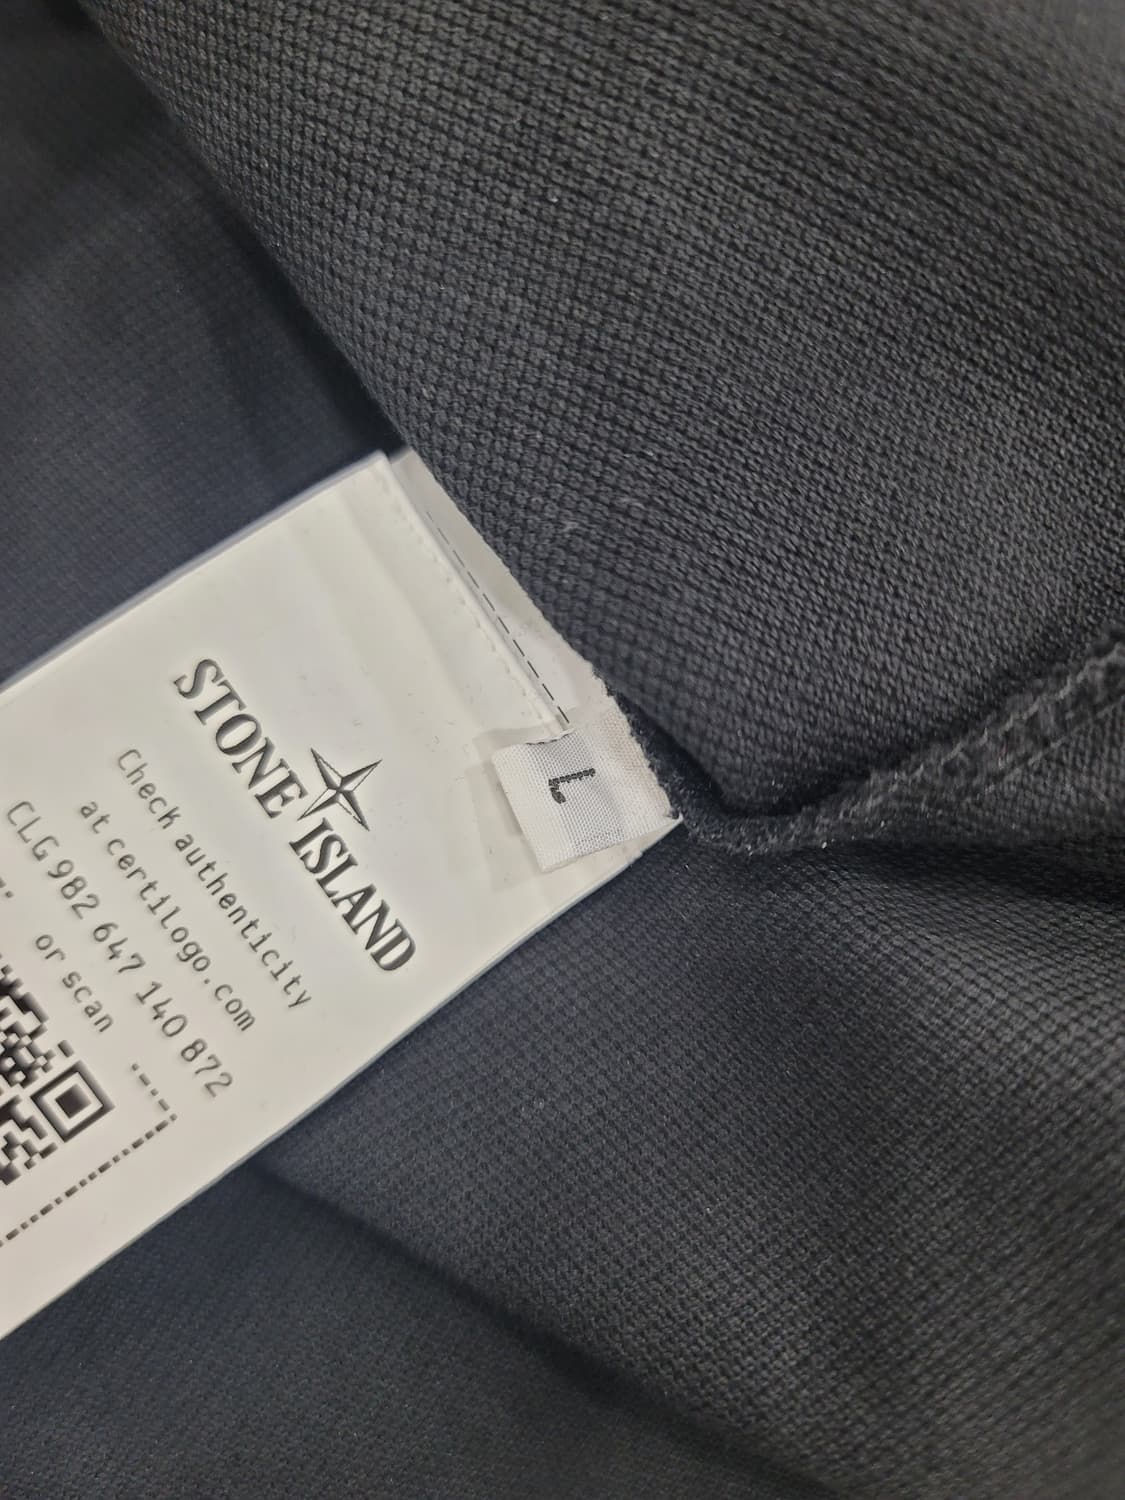 STONE ISLAND
Check authenticity
at certilogo.com
CLG 982 647 140 872
or scan
L